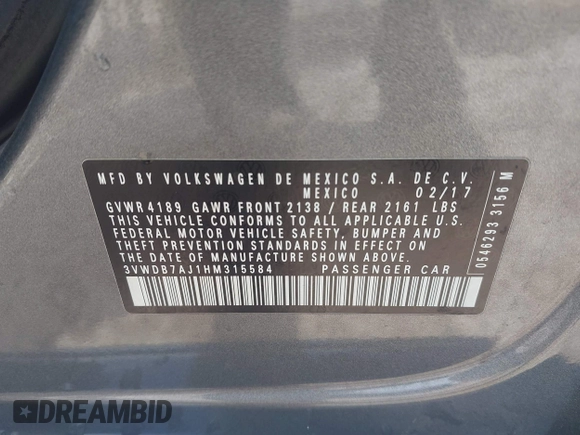 MFD BY VOLKSWAGEN DE MEXICO S.A. DE C.V.
MEXICO 02/17
GVWR 4189 GAWR FRONT 2138 / REAR 2161 LBS
THIS VEHICLE CONFORMS TO ALL APPLICABLE U.S.
FEDERAL MOTOR VEHICLE SAFETY, BUMPER AND
THEFT PREVENTION STANDARDS IN EFFECT ON
THE DATE OF MANUFACTURE SHOWN ABOVE.
3VWDB7AJ1HM315584 PASSENGER CAR
0546293 3156 M
DREAMBID